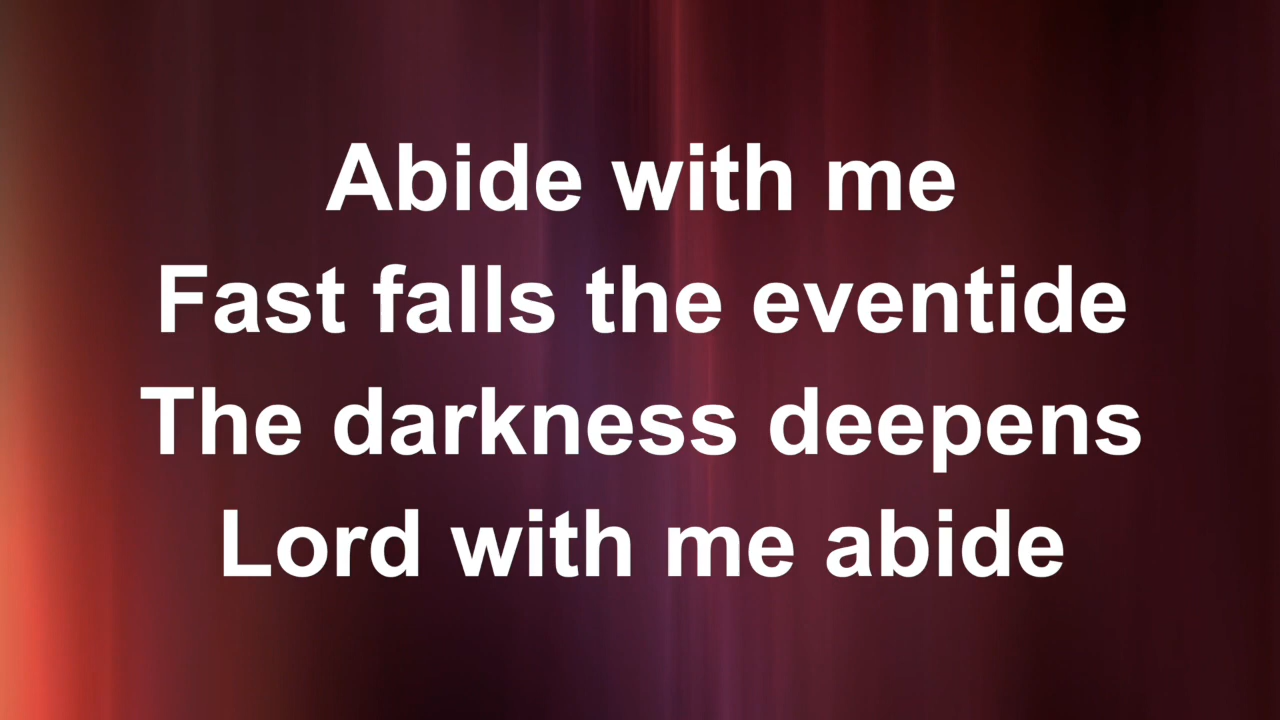 Abide with me
Fast falls the eventide
The darkness deepens
Lord with me abide